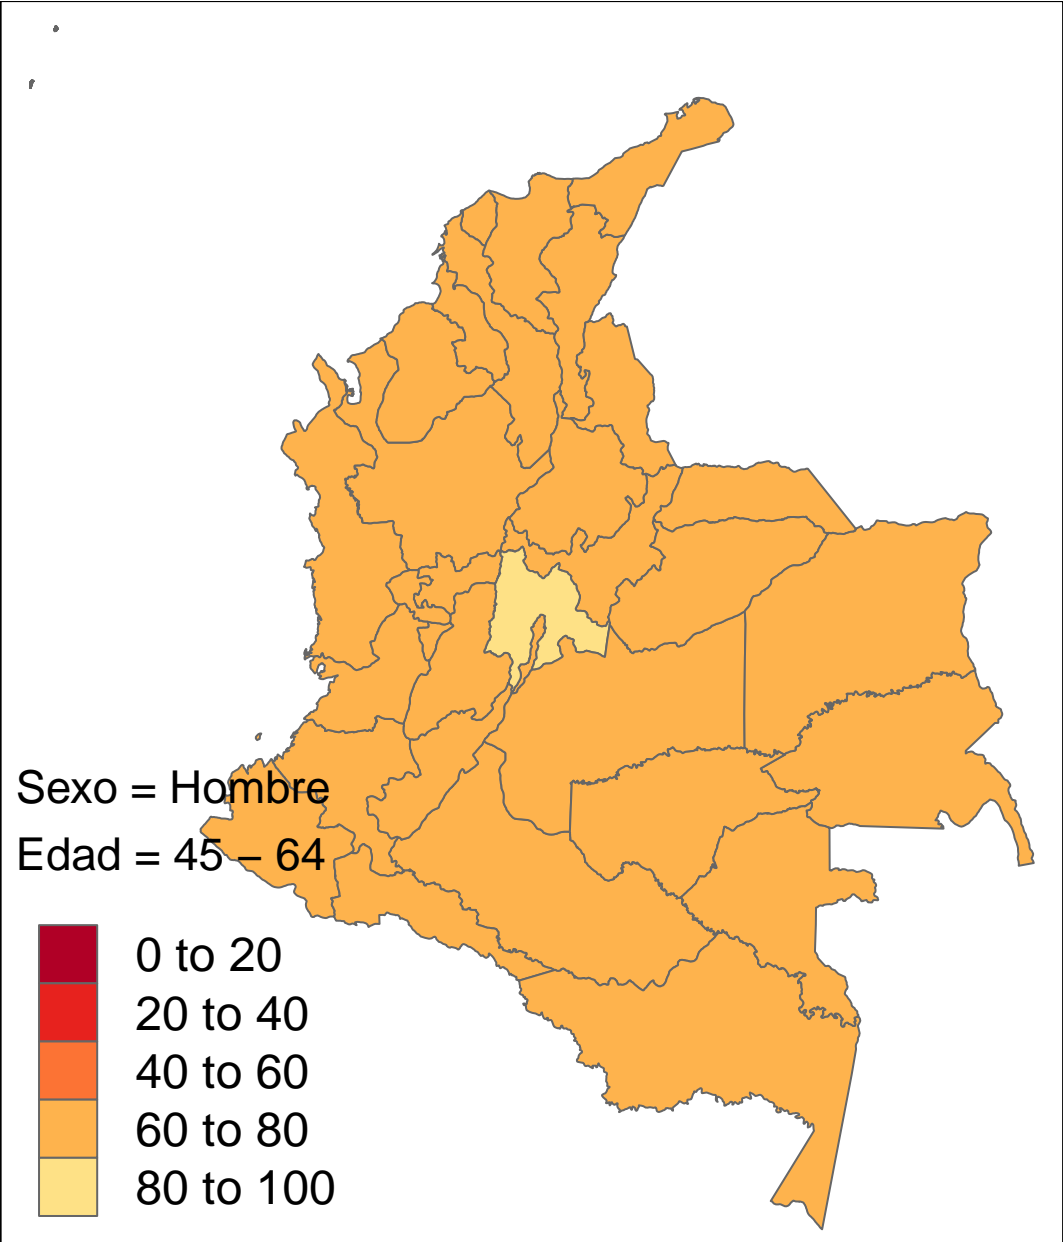 Sexo = Hombre
Edad = 45 – 64
0 to 20
20 to 40
40 to 60
60 to 80
80 to 100